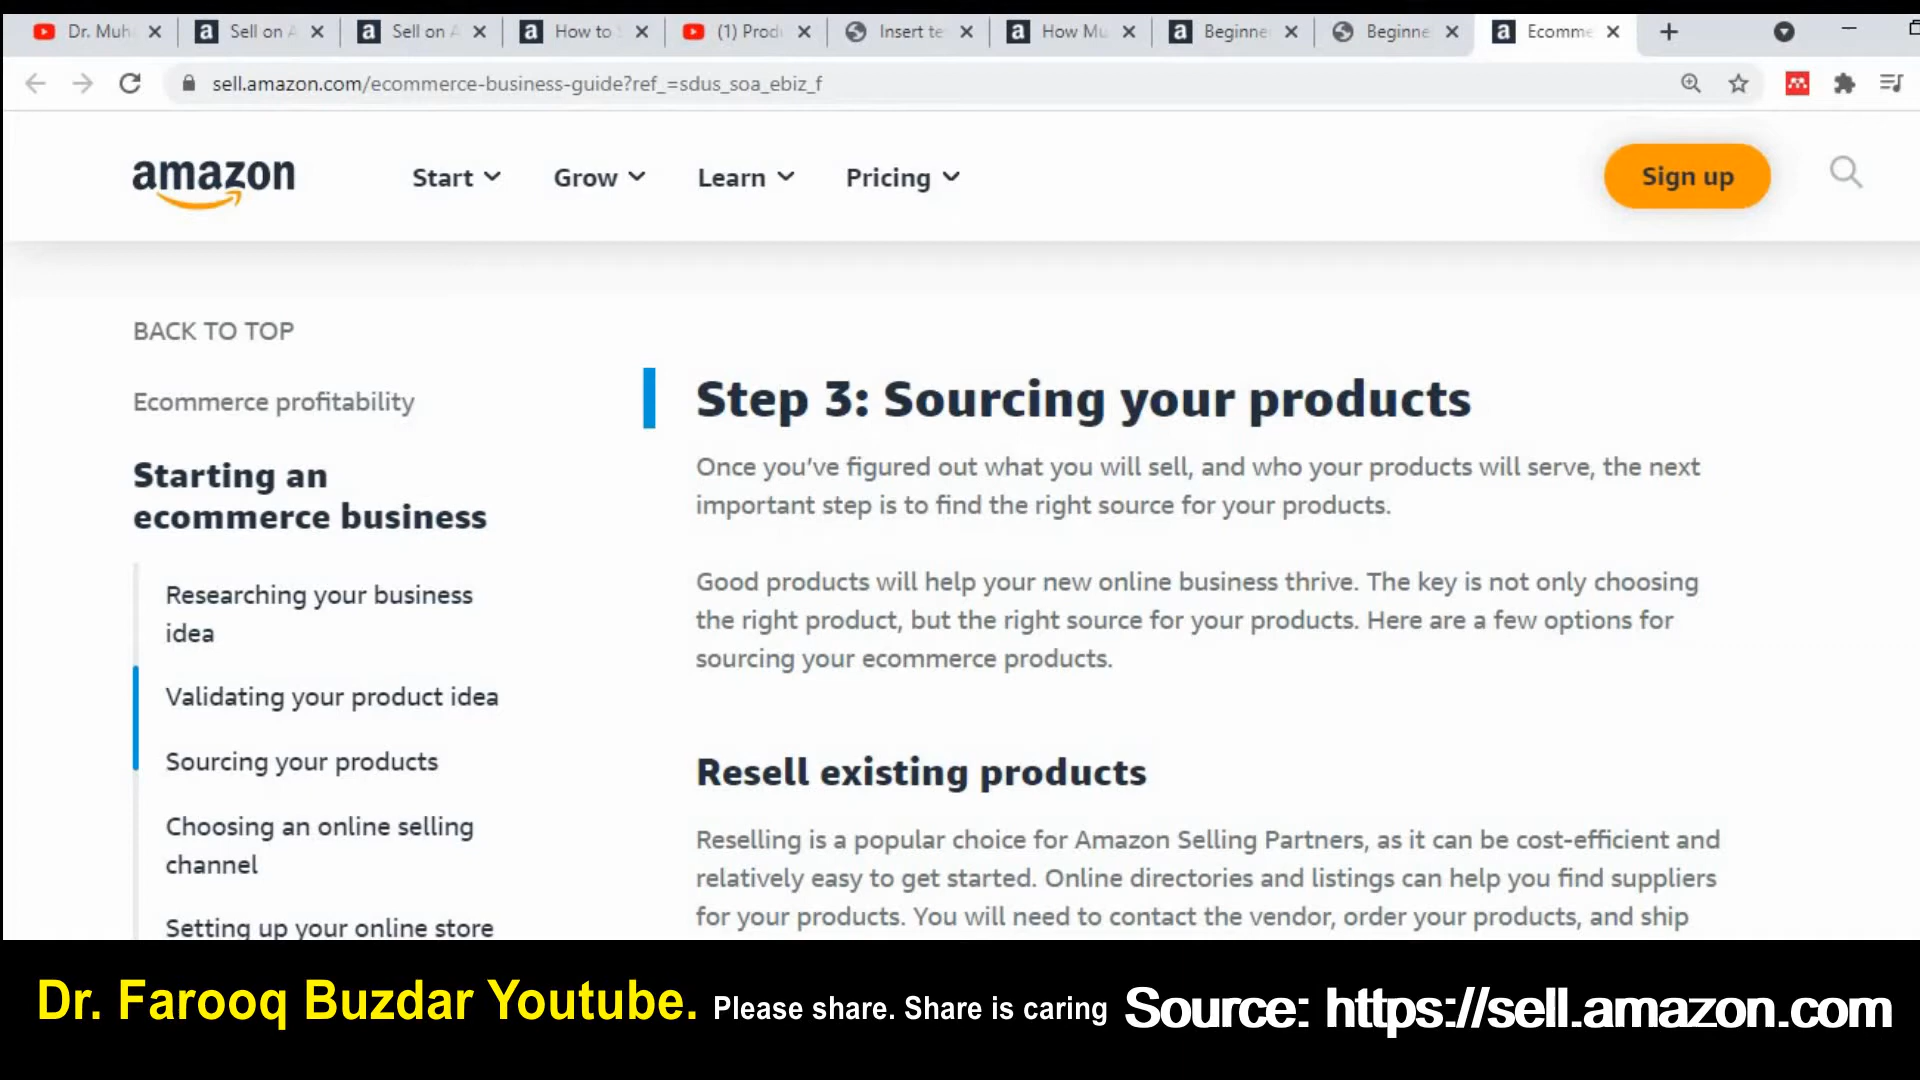 Dr. Muh
Sell on A
Sell on A
How to S
(1) Prod
Insert te
How Mu
Beginne
Beginne
Ecomme
sell.amazon.com/ecommerce-business-guide?ref_=sdus_soa_ebiz_f
amazon
Start
Grow
Learn
Pricing
Sign up
BACK TO TOP
Ecommerce profitability
Starting an
ecommerce business
Researching your business
idea
Validating your product idea
Sourcing your products
Choosing an online selling
channel
Setting up your online store
Step 3: Sourcing your products
Once you’ve figured out what you will sell, and who your products will serve, the next
important step is to find the right source for your products.
Good products will help your new online business thrive. The key is not only choosing
the right product, but the right source for your products. Here are a few options for
sourcing your ecommerce products.
Resell existing products
Reselling is a popular choice for Amazon Selling Partners, as it can be cost-efficient and
relatively easy to get started. Online directories and listings can help you find suppliers
for your products. You will need to contact the vendor, order your products, and ship
Dr. Farooq Buzdar Youtube. Please share. Share is caring Source: https://sell.amazon.com